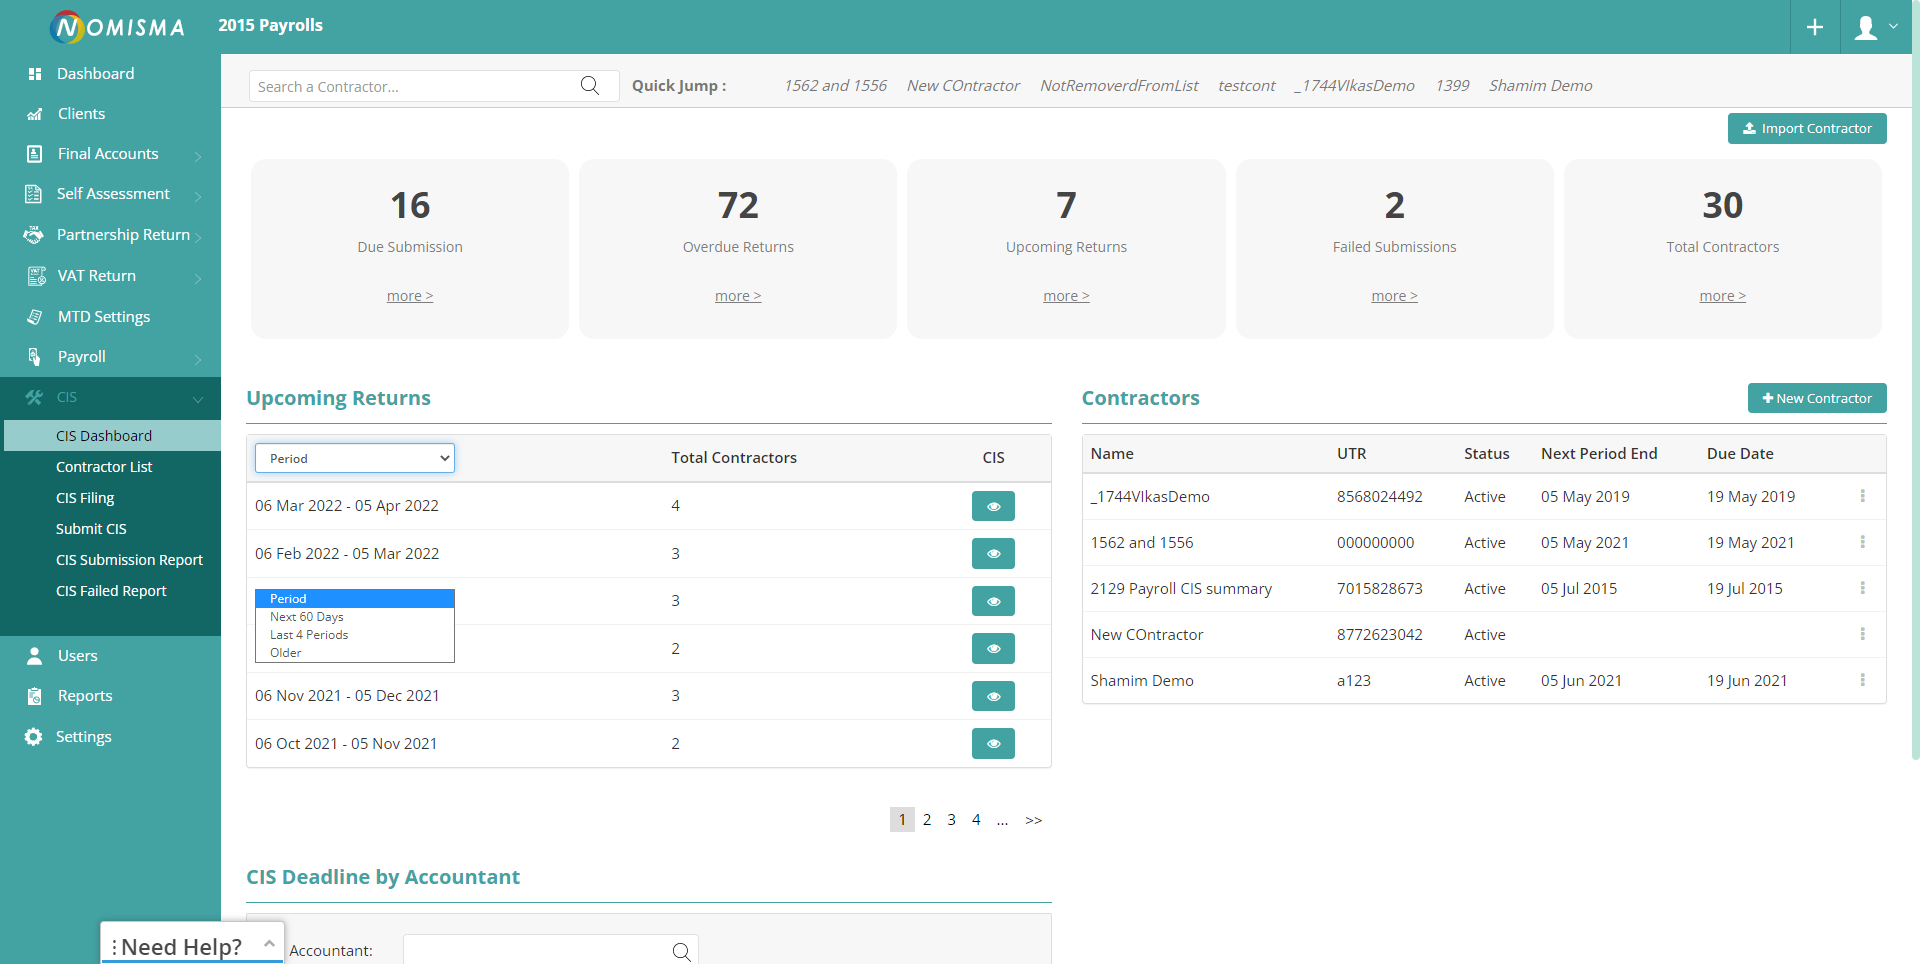 NOMISMA
2015 Payrolls
Dashboard
Clients
Final Accounts
Self Assessment
Partnership Return
VAT Return
MTD Settings
Payroll
CIS
CIS Dashboard
Contractor List
CIS Filing
Submit CIS
CIS Submission Report
CIS Failed Report
Users
Reports
Settings
Search a Contractor...
Quick Jump : 1562 and 1556 New COntractor NotRemoverdFromList testcont _1744VIkasDemo 1399 Shamim Demo
Import Contractor
16
Due Submission
more >
72
Overdue Returns
more >
7
Upcoming Returns
more >
2
Failed Submissions
more >
30
Total Contractors
more >
Upcoming Returns
Period Total Contractors CIS
06 Mar 2022 - 05 Apr 2022 4
06 Feb 2022 - 05 Mar 2022 3
3
2
Period
Next 60 Days
Last 4 Periods
Older
06 Nov 2021 - 05 Dec 2021 3
06 Oct 2021 - 05 Nov 2021 2
1 2 3 4 ... >>
Contractors
New Contractor
Name UTR Status Next Period End Due Date
_1744VIkasDemo 8568024492 Active 05 May 2019 19 May 2019
1562 and 1556 000000000 Active 05 May 2021 19 May 2021
2129 Payroll CIS summary 7015828673 Active 05 Jul 2015 19 Jul 2015
New COntractor 8772623042 Active
Shamim Demo a123 Active 05 Jun 2021 19 Jun 2021
CIS Deadline by Accountant
Accountant:
Need Help?